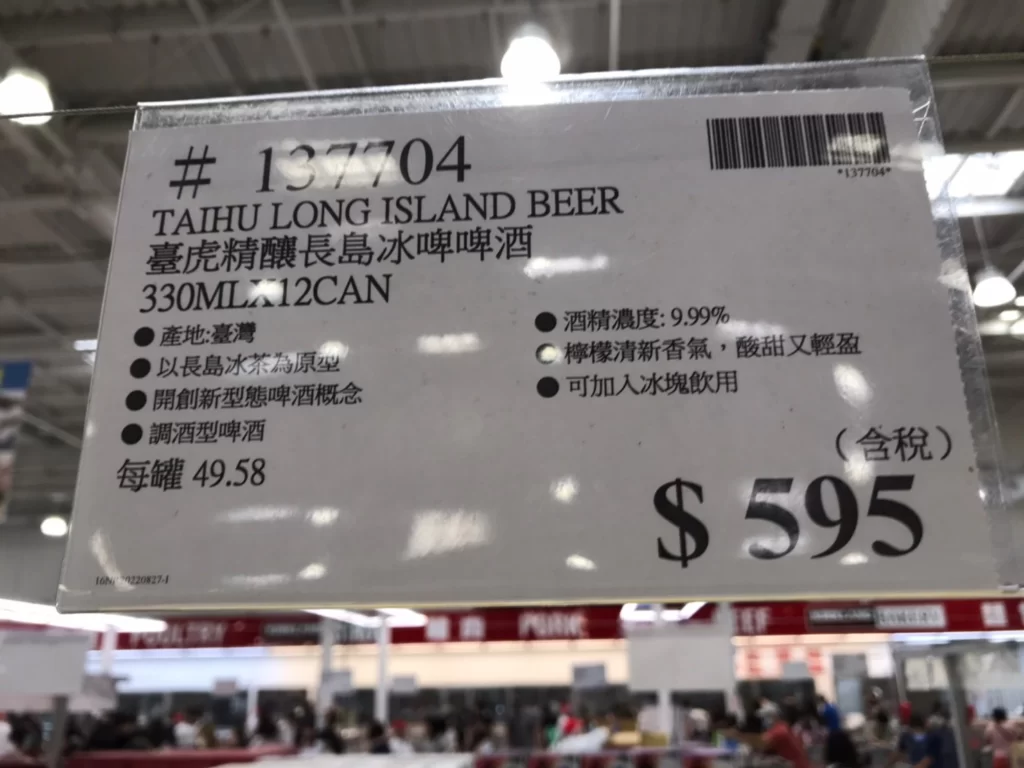 # 137704
*137704*
TAIHU LONG ISLAND BEER
臺虎精釀長島冰啤啤酒
330MLX12CAN
● 產地:臺灣
● 以長島冰茶為原型
● 開創新型態啤酒概念
● 調酒型啤酒
每罐 49.58
● 酒精濃度: 9.99%
● 檸檬清新香氣，酸甜又輕盈
● 可加入冰塊飲用
（含稅）
$ 595
POULTRY
PORK